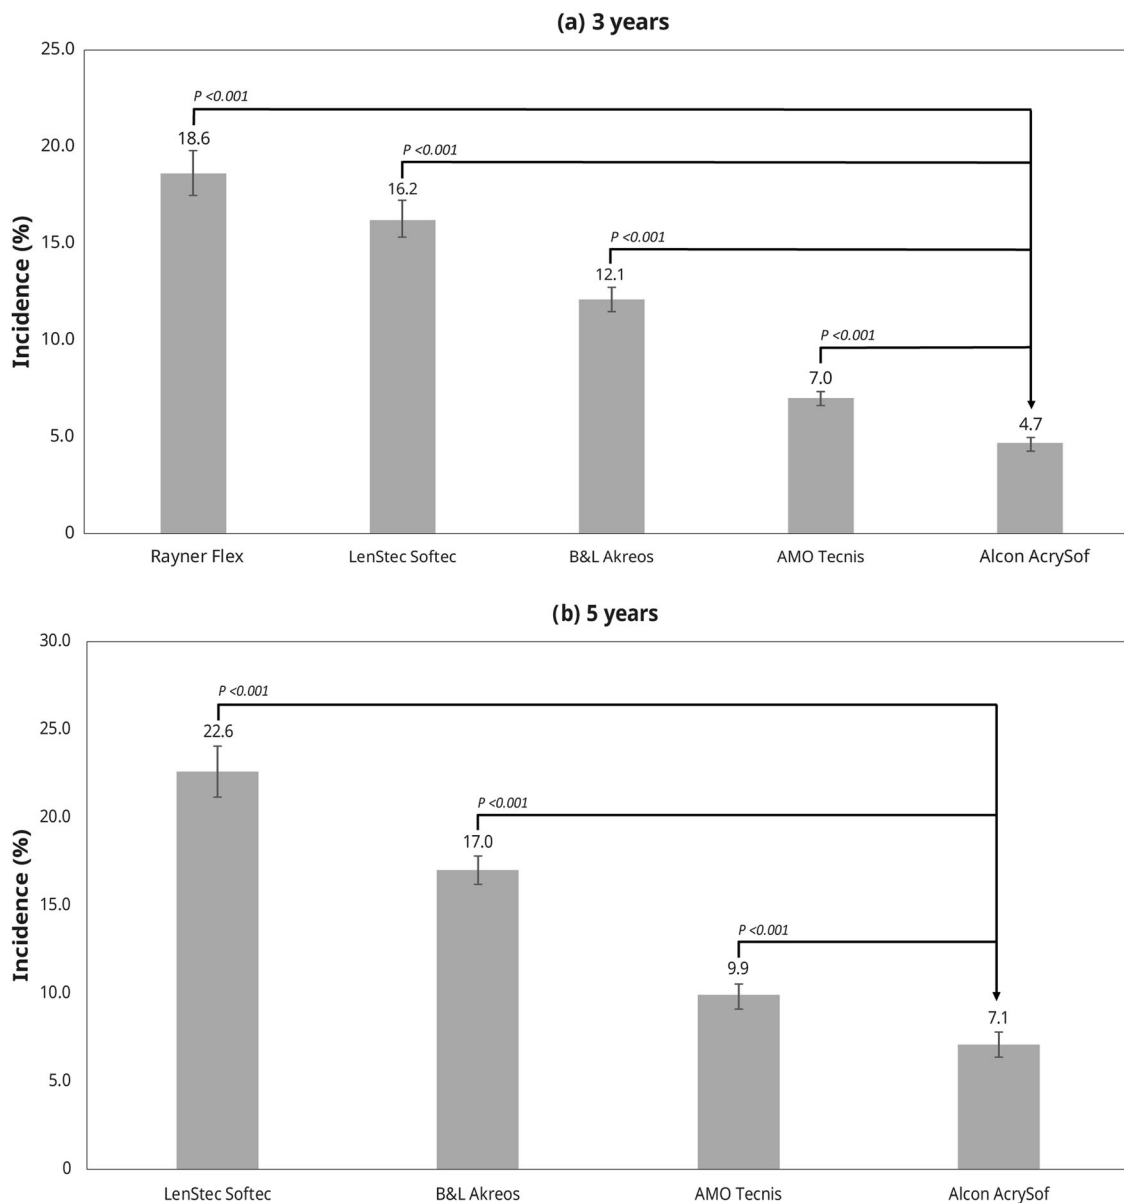 (a) 3 years
25.0
P <0.001
20.0
18.6
P <0.001
16.2
15.0
P <0.001
12.1
Incidence (%)
10.0
P <0.001
7.0
5.0
4.7
0
Rayner Flex
LenStec Softec
B&L Akreos
AMO Tecnis
Alcon AcrySof
(b) 5 years
30.0
P <0.001
25.0
22.6
20.0
P <0.001
17.0
15.0
Incidence (%)
P <0.001
10.0
9.9
7.1
5.0
0
LenStec Softec
B&L Akreos
AMO Tecnis
Alcon AcrySof